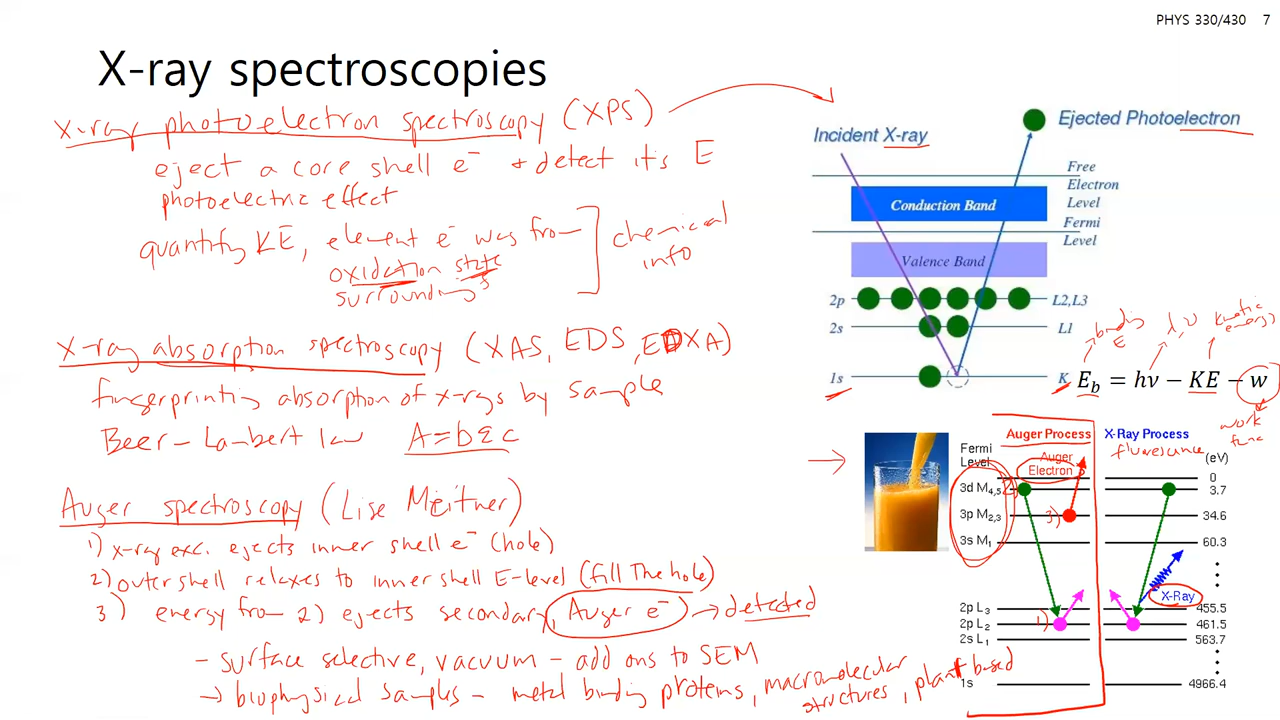 PHYS 330/430 7
X-ray spectroscopies
X-ray photoelectron spectroscopy (XPS)
eject a core shell e⁻ + detect it's E
photoelectric effect
quantify KE, element e⁻ was from
oxidation state
surroundings
chemical
info
X-ray absorption spectroscopy (XAS, EDS, EDXA)
fingerprinting absorption of x-rays by sample
Beer-Lambert law A=bεc
Auger spectroscopy (Lise Meitner)
1) x-ray exc. ejects inner shell e⁻ (hole)
2) outer shell relaxes to inner shell E-level (fill the hole)
3) energy from 2) ejects secondary, Auger e⁻ → detected
- surface selective, vacuum - add ons to SEM
→ biophysical samples - metal binding proteins, macromolecular
structures, plant based
Incident X-ray
Ejected Photoelectron
Free
Electron
Level
Conduction Band
Fermi
Level
Valence Band
2p L2,L3
2s L1
1s K
binding
E
λ, ν
kinetic
energy
E_b = hν − KE − w
work
func
Auger Process
X-Ray Process
fluorescence
Fermi
Level
Auger
Electron
(eV)
0
3d M4,5 2) 3.7
3p M2,3 3) 34.6
3s M1 60.3
X-Ray
2p L3 455.5
2p L2 1) 461.5
2s L1 563.7
1s 4966.4